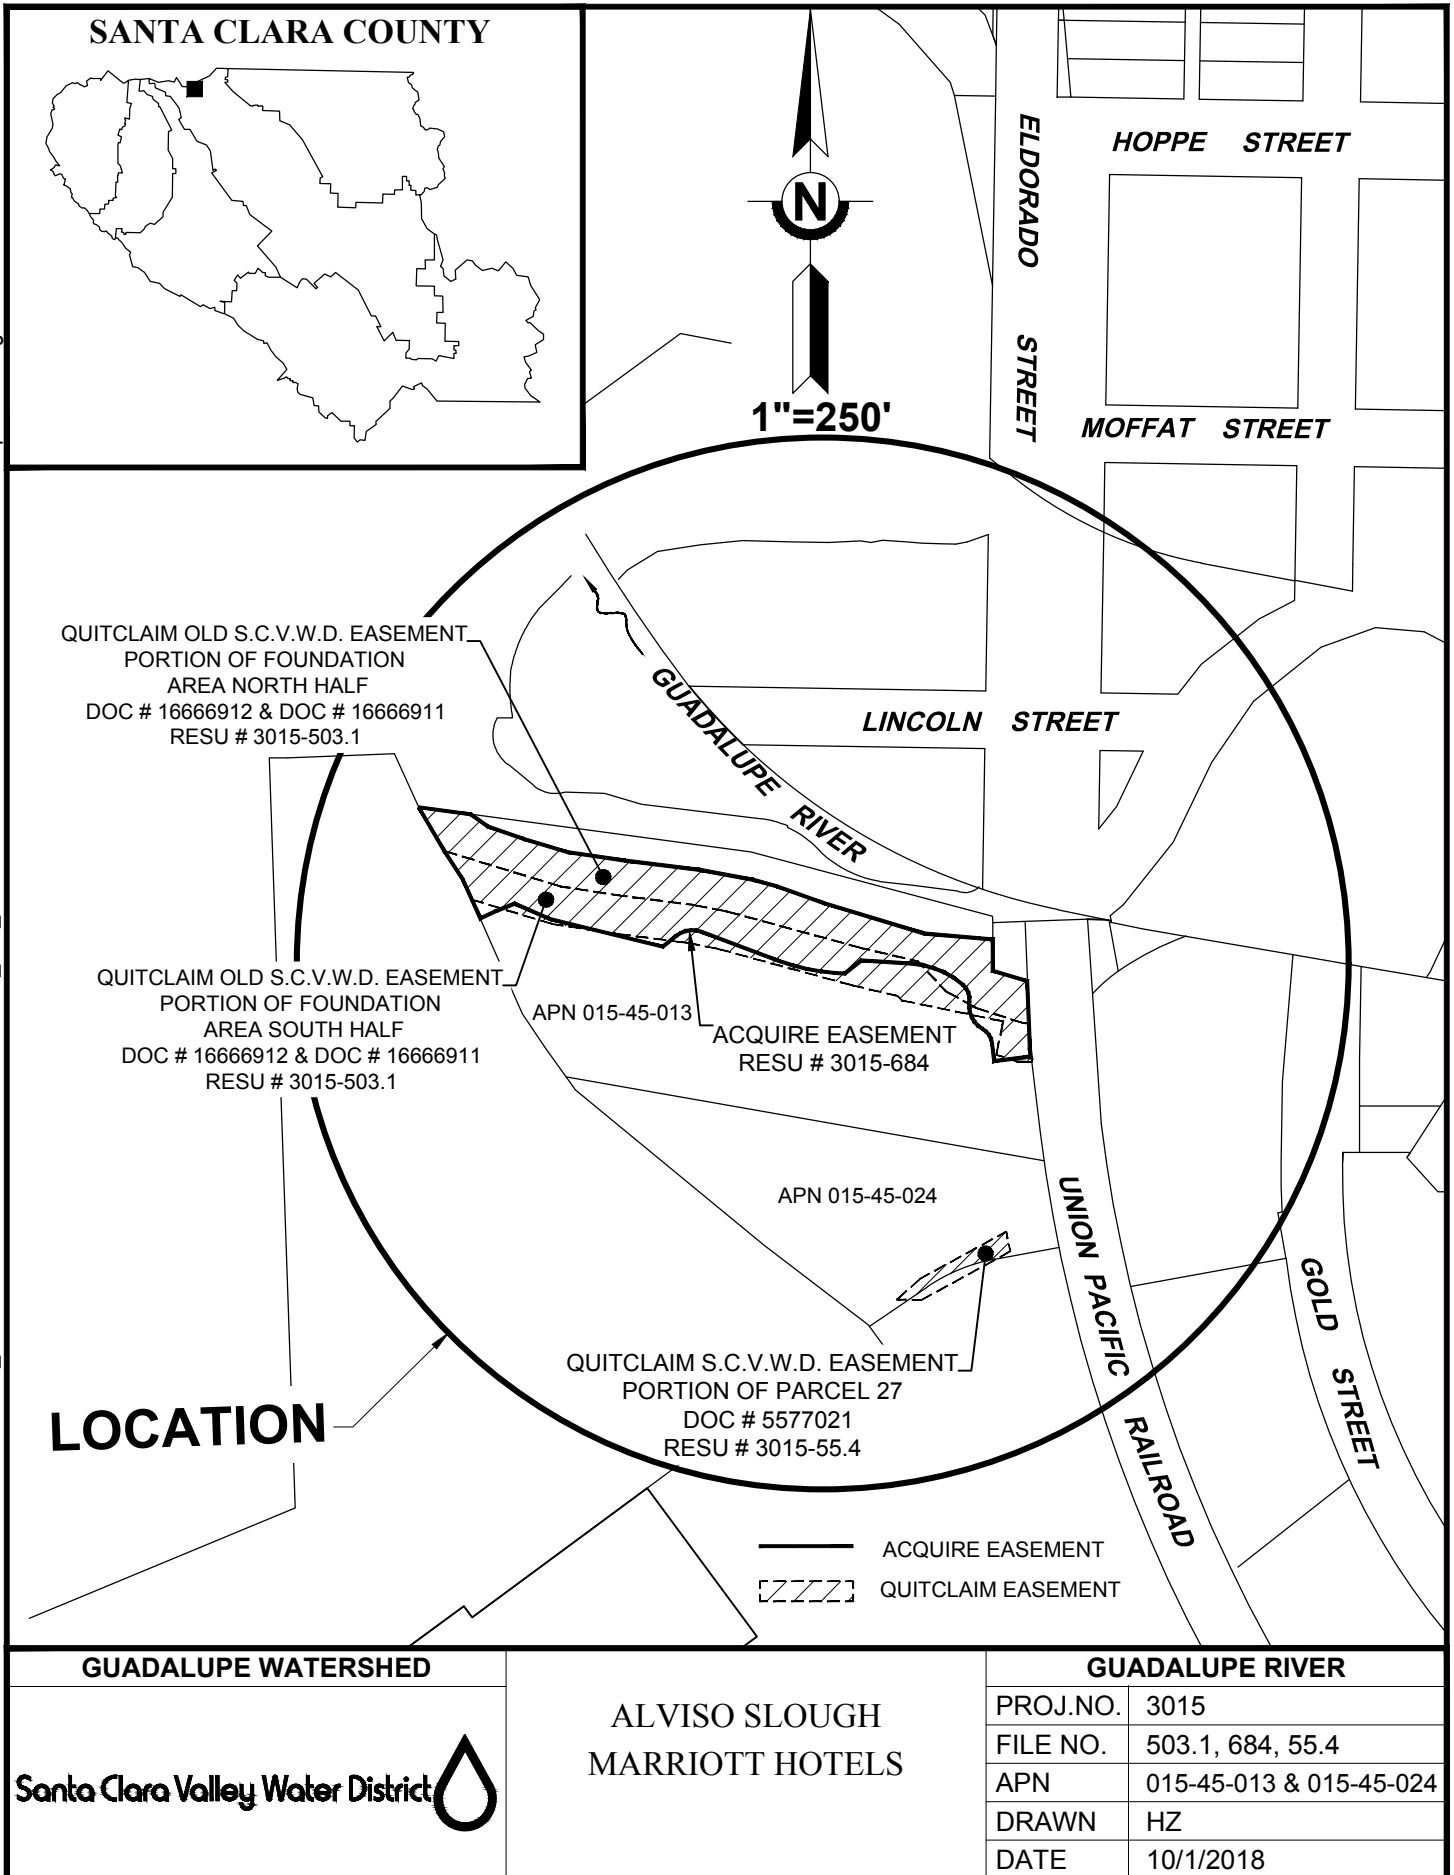 SANTA CLARA COUNTY
N
1"=250'
ELDORADO STREET
HOPPE STREET
MOFFAT STREET
QUITCLAIM OLD S.C.V.W.D. EASEMENT
PORTION OF FOUNDATION
AREA NORTH HALF
DOC # 16666912 & DOC # 16666911
RESU # 3015-503.1
GUADALUPE RIVER
LINCOLN STREET
QUITCLAIM OLD S.C.V.W.D. EASEMENT
PORTION OF FOUNDATION
AREA SOUTH HALF
DOC # 16666912 & DOC # 16666911
RESU # 3015-503.1
APN 015-45-013
ACQUIRE EASEMENT
RESU # 3015-684
APN 015-45-024
UNION PACIFIC RAILROAD
GOLD STREET
QUITCLAIM S.C.V.W.D. EASEMENT
PORTION OF PARCEL 27
DOC # 5577021
RESU # 3015-55.4
LOCATION
ACQUIRE EASEMENT
QUITCLAIM EASEMENT
GUADALUPE WATERSHED
Santa Clara Valley Water District
ALVISO SLOUGH
MARRIOTT HOTELS
GUADALUPE RIVER
PROJ.NO. 3015
FILE NO. 503.1, 684, 55.4
APN 015-45-013 & 015-45-024
DRAWN HZ
DATE 10/1/2018